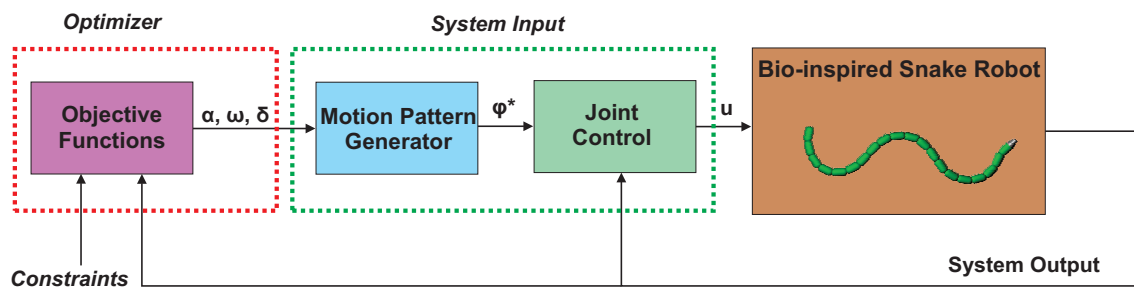 Optimizer
System Input
Objective
Functions
α, ω, δ
Motion Pattern
Generator
φ*
Joint
Control
u
Bio-inspired Snake Robot
Constraints
System Output